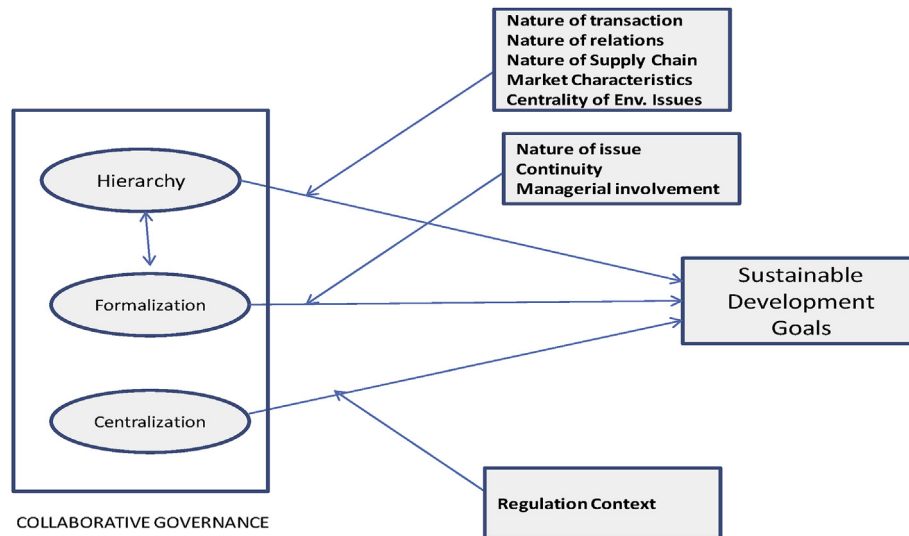 Nature of transaction
Nature of relations
Nature of Supply Chain
Market Characteristics
Centrality of Env. Issues
Nature of issue
Continuity
Managerial involvement
Hierarchy
Formalization
Centralization
Sustainable
Development
Goals
Regulation Context
COLLABORATIVE GOVERNANCE